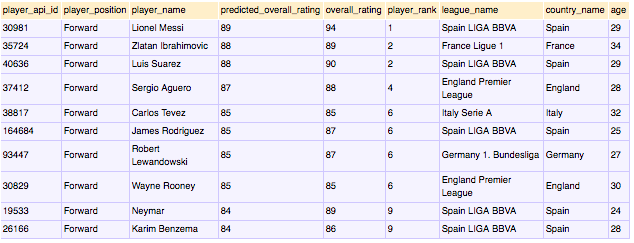 player_api_id player_position player_name predicted_overall_rating overall_rating player_rank league_name country_name age
30981 Forward Lionel Messi 89 94 1 Spain LIGA BBVA Spain 29
35724 Forward Zlatan Ibrahimovic 88 89 2 France Ligue 1 France 34
40636 Forward Luis Suarez 88 90 2 Spain LIGA BBVA Spain 29
37412 Forward Sergio Aguero 87 88 4 England Premier League England 28
38817 Forward Carlos Tevez 85 85 6 Italy Serie A Italy 32
164684 Forward James Rodriguez 85 87 6 Spain LIGA BBVA Spain 25
93447 Forward Robert Lewandowski 85 87 6 Germany 1. Bundesliga Germany 27
30829 Forward Wayne Rooney 85 85 6 England Premier League England 30
19533 Forward Neymar 84 89 9 Spain LIGA BBVA Spain 24
26166 Forward Karim Benzema 84 86 9 Spain LIGA BBVA Spain 28